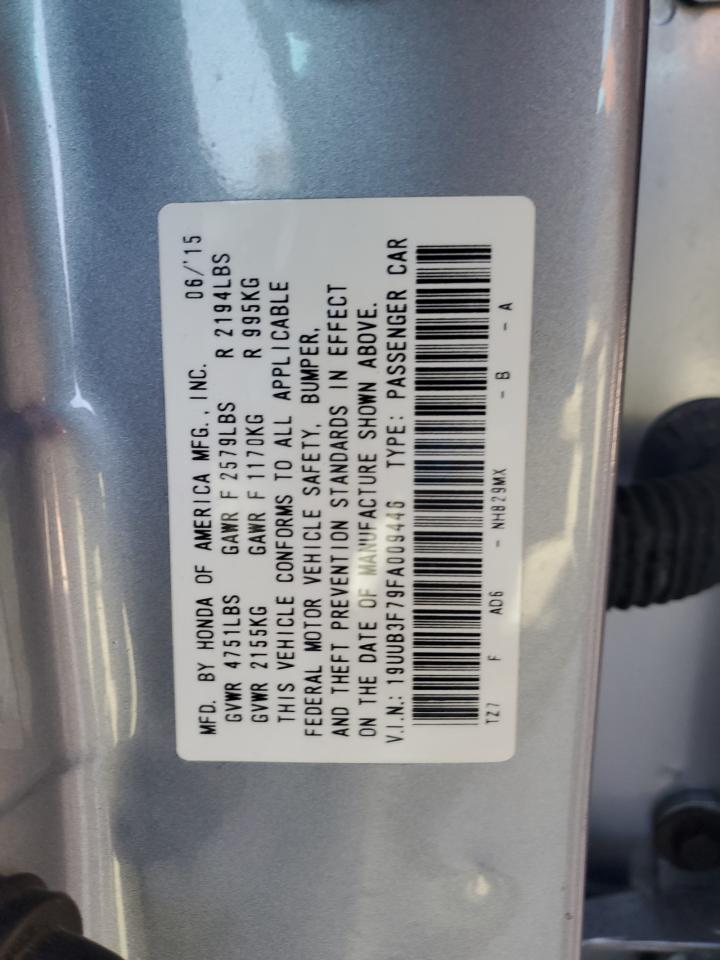 MFD. BY HONDA OF AMERICA MFG., INC. 06/'15
GVWR 4751LBS GAWR F 2579LBS R 2194LBS
GVWR 2155KG GAWR F 1170KG R 995KG
THIS VEHICLE CONFORMS TO ALL APPLICABLE
FEDERAL MOTOR VEHICLE SAFETY, BUMPER,
AND THEFT PREVENTION STANDARDS IN EFFECT
ON THE DATE OF MANUFACTURE SHOWN ABOVE.
V.I.N.: 19UUB3F79FA009446 TYPE: PASSENGER CAR
TZ7 F AD6 - NH829MX - B - A